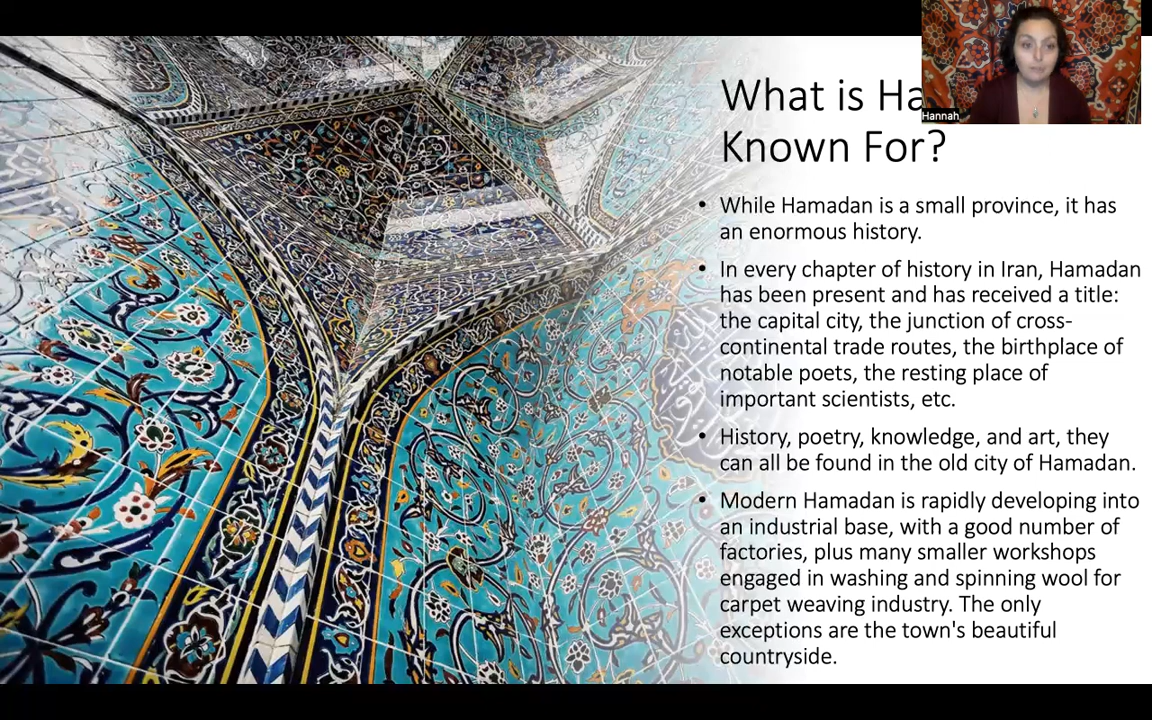 What is Ha
Known For?
Hannah
• While Hamadan is a small province, it has
an enormous history.
• In every chapter of history in Iran, Hamadan
has been present and has received a title:
the capital city, the junction of cross-
continental trade routes, the birthplace of
notable poets, the resting place of
important scientists, etc.
• History, poetry, knowledge, and art, they
can all be found in the old city of Hamadan.
• Modern Hamadan is rapidly developing into
an industrial base, with a good number of
factories, plus many smaller workshops
engaged in washing and spinning wool for
carpet weaving industry. The only
exceptions are the town's beautiful
countryside.